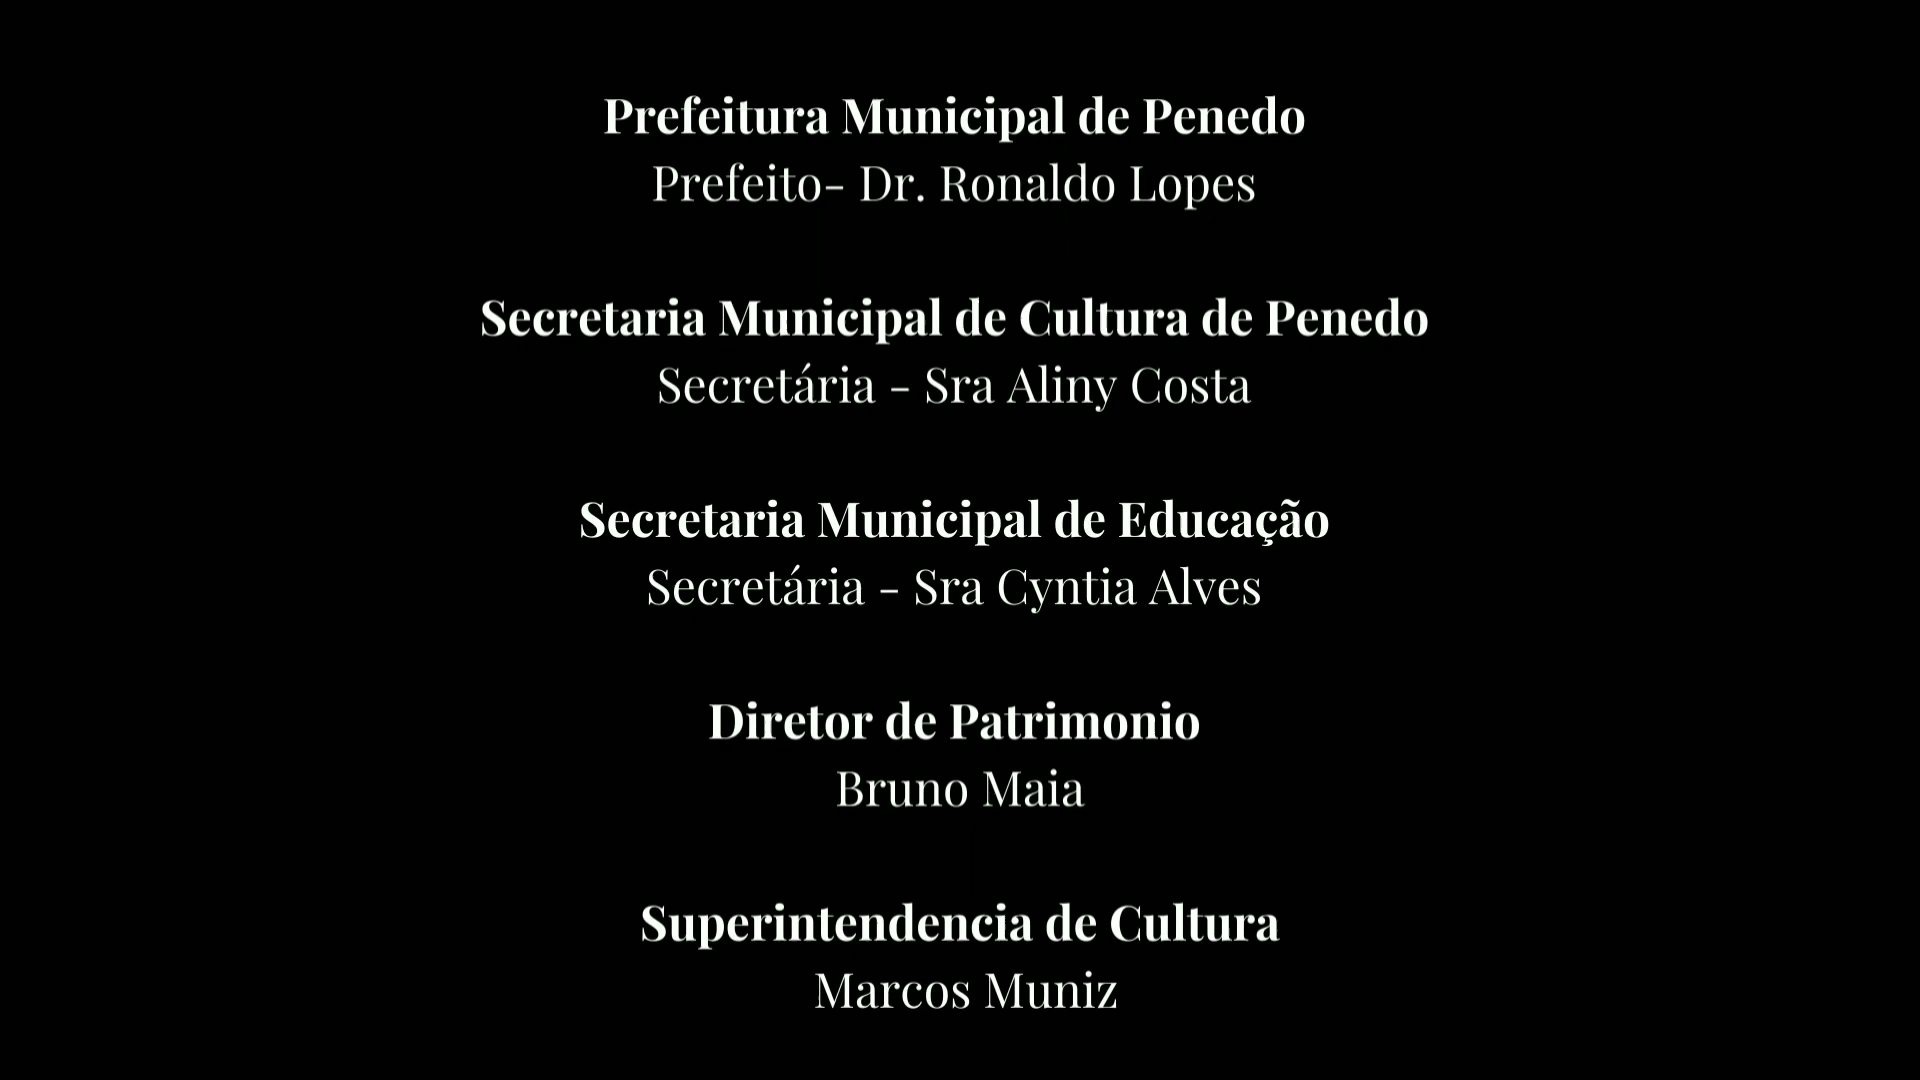 Prefeitura Municipal de Penedo
Prefeito- Dr. Ronaldo Lopes
Secretaria Municipal de Cultura de Penedo
Secretária - Sra Aliny Costa
Secretaria Municipal de Educação
Secretária - Sra Cyntia Alves
Diretor de Patrimonio
Bruno Maia
Superintendencia de Cultura
Marcos Muniz